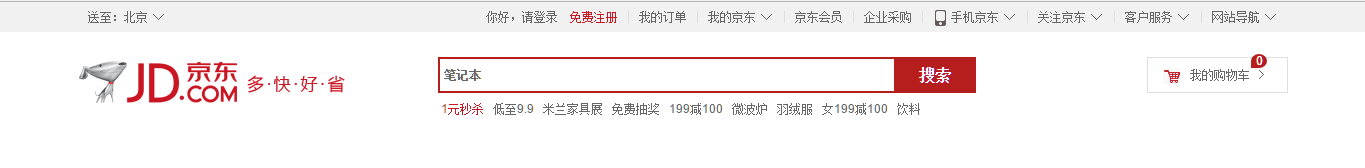 送至：北京
你好，请登录 免费注册 我的订单 我的京东 京东会员 企业采购 手机京东 关注京东 客户服务 网站导航
JD.COM 京东
多·快·好·省
笔记本 搜索
我的购物车 0
1元秒杀 低至9.9 米兰家具展 免费抽奖 199减100 微波炉 羽绒服 女199减100 饮料